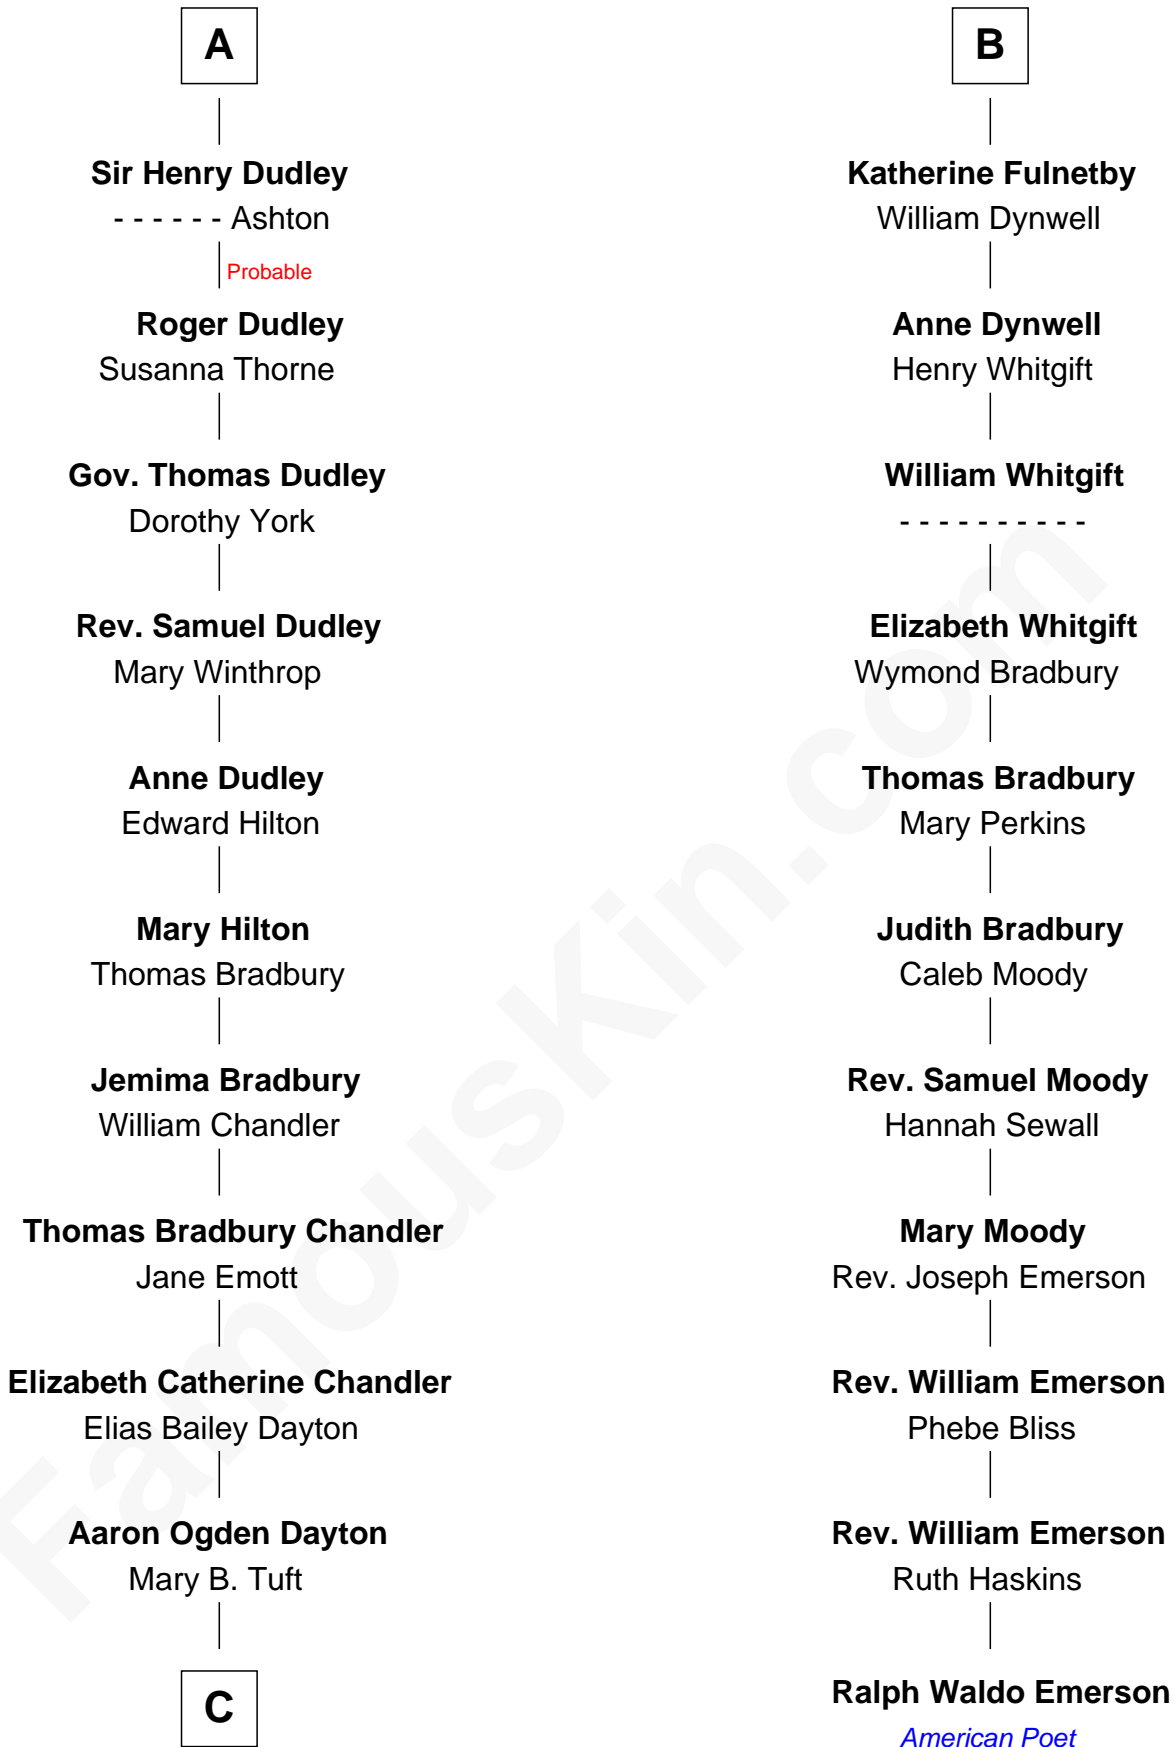 A
Sir Henry Dudley
- - - - - - Ashton
Probable
Roger Dudley
Susanna Thorne
Gov. Thomas Dudley
Dorothy York
Rev. Samuel Dudley
Mary Winthrop
Anne Dudley
Edward Hilton
Mary Hilton
Thomas Bradbury
Jemima Bradbury
William Chandler
Thomas Bradbury Chandler
Jane Emott
Elizabeth Catherine Chandler
Elias Bailey Dayton
Aaron Ogden Dayton
Mary B. Tuft
C
B
Katherine Fulnetby
William Dynwell
Anne Dynwell
Henry Whitgift
William Whitgift
- - - - - - - - - -
Elizabeth Whitgift
Wymond Bradbury
Thomas Bradbury
Mary Perkins
Judith Bradbury
Caleb Moody
Rev. Samuel Moody
Hannah Sewall
Mary Moody
Rev. Joseph Emerson
Rev. William Emerson
Phebe Bliss
Rev. William Emerson
Ruth Haskins
Ralph Waldo Emerson
American Poet
FamousKin.com